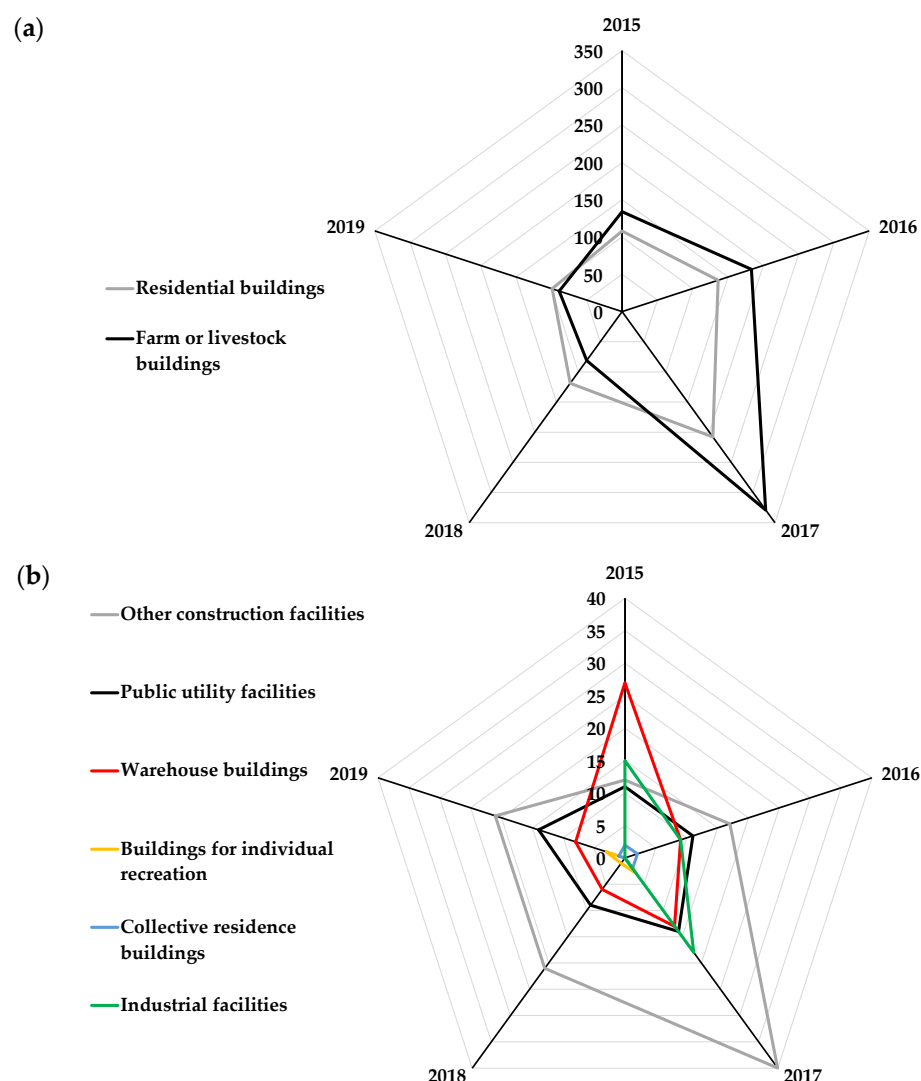 (a)
2015
350
300
250
200
150
100
50
0
2019
2016
Residential buildings
Farm or livestock
buildings
2018
2017
(b)
2015
Other construction facilities
Public utility facilities
Warehouse buildings
Buildings for individual
recreation
Collective residence
buildings
Industrial facilities
40
35
30
25
20
15
10
5
0
2019
2016
2018
2017